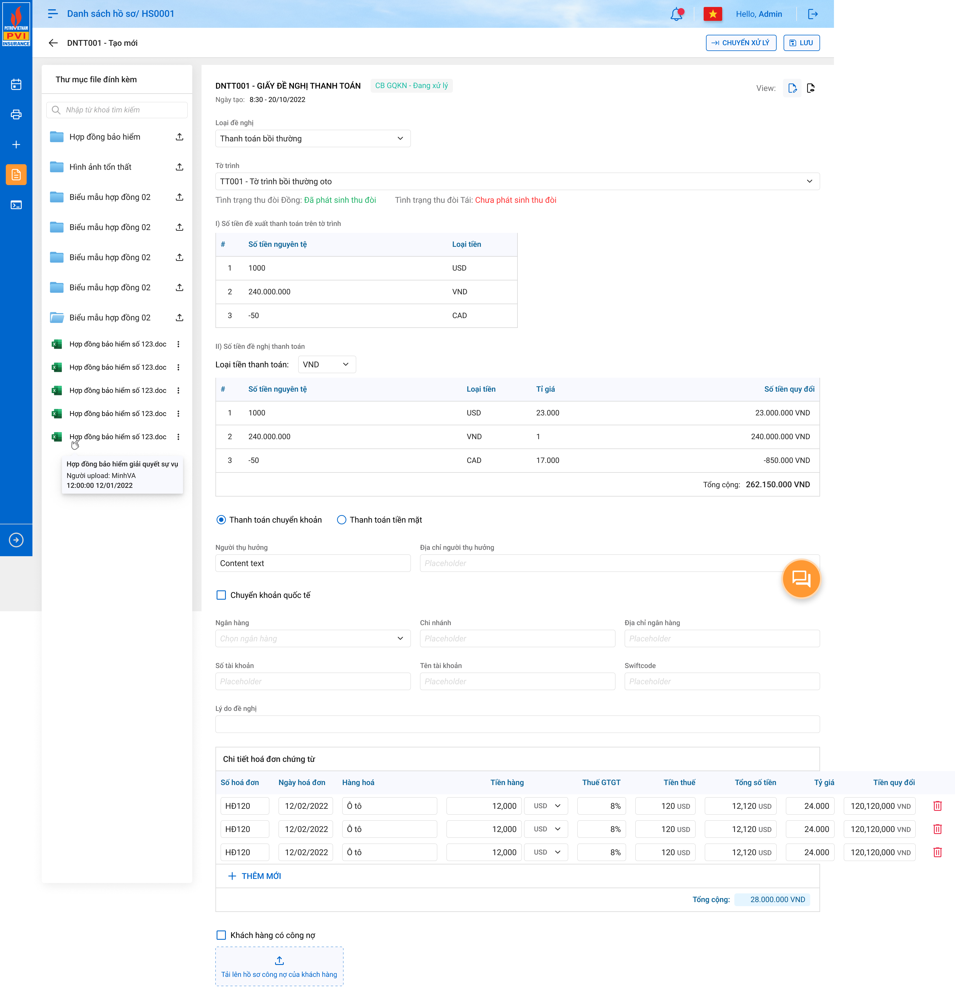 PETROVIETNAM
PVI
INSURANCE
Danh sách hồ sơ/ HS0001
Hello, Admin
DNTT001 - Tạo mới
CHUYỂN XỬ LÝ
LƯU
Thư mục file đính kèm
Nhập từ khoá tìm kiếm
Hợp đồng bảo hiểm
Hình ảnh tổn thất
Biểu mẫu hợp đồng 02
Biểu mẫu hợp đồng 02
Biểu mẫu hợp đồng 02
Biểu mẫu hợp đồng 02
Biểu mẫu hợp đồng 02
Hợp đồng bảo hiểm số 123.doc
Hợp đồng bảo hiểm số 123.doc
Hợp đồng bảo hiểm số 123.doc
Hợp đồng bảo hiểm số 123.doc
Hợp đồng bảo hiểm số 123.doc
Hợp đồng bảo hiểm giải quyết sự vụ
Người upload: MinhVA
12:00:00 12/01/2022
DNTT001 - GIẤY ĐỀ NGHỊ THANH TOÁN
CB GQKN - Đang xử lý
View:
Ngày tạo: 8:30 - 20/10/2022
Loại đề nghị
Thanh toán bồi thường
Tờ trình
TT001 - Tờ trình bồi thường oto
Tình trạng thu đòi Đồng: Đã phát sinh thu đòi Tình trạng thu đòi Tái: Chưa phát sinh thu đòi
I) Số tiền đề xuất thanh toán trên tờ trình
# Số tiền nguyên tệ Loại tiền
1 1000 USD
2 240.000.000 VND
3 -50 CAD
II) Số tiền đề nghị thanh toán
Loại tiền thanh toán: VND
# Số tiền nguyên tệ Loại tiền Tỉ giá Số tiền quy đổi
1 1000 USD 23.000 23.000.000 VND
2 240.000.000 VND 1 240.000.000 VND
3 -50 CAD 17.000 -850.000 VND
Tổng cộng: 262.150.000 VND
Thanh toán chuyển khoản Thanh toán tiền mặt
Người thụ hưởng Địa chỉ người thụ hưởng
Content text Placeholder
Chuyển khoản quốc tế
Ngân hàng Chi nhánh Địa chỉ ngân hàng
Chọn ngân hàng Placeholder Placeholder
Số tài khoản Tên tài khoản Swiftcode
Placeholder Placeholder Placeholder
Lý do đề nghị
Chi tiết hoá đơn chứng từ
Số hoá đơn Ngày hoá đơn Hàng hoá Tiền hàng Thuế GTGT Tiền thuế Tổng số tiền Tỷ giá Tiền quy đổi
HĐ120 12/02/2022 Ô tô 12,000 USD 8% 120 USD 12,120 USD 24.000 120,120,000 VND
HĐ120 12/02/2022 Ô tô 12,000 USD 8% 120 USD 12,120 USD 24.000 120,120,000 VND
HĐ120 12/02/2022 Ô tô 12,000 USD 8% 120 USD 12,120 USD 24.000 120,120,000 VND
THÊM MỚI
Tổng cộng: 28.000.000 VND
Khách hàng có công nợ
Tải lên hồ sơ công nợ của khách hàng